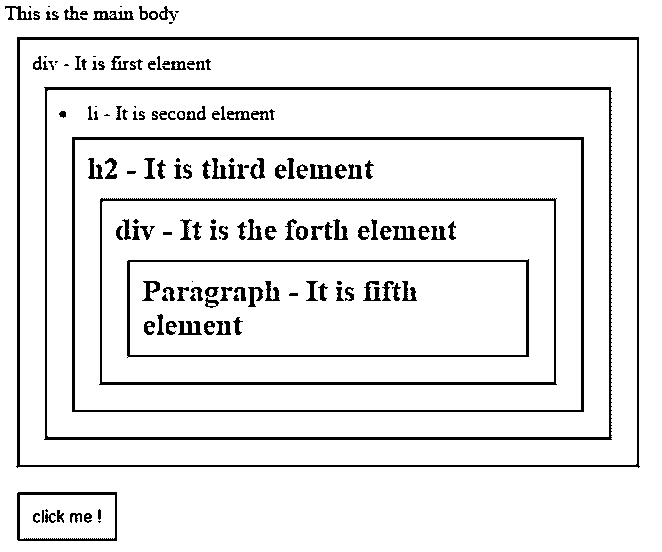 This is the main body
div - It is first element
li - It is second element
h2 - It is third element
div - It is the forth element
Paragraph - It is fifth
element
click me !